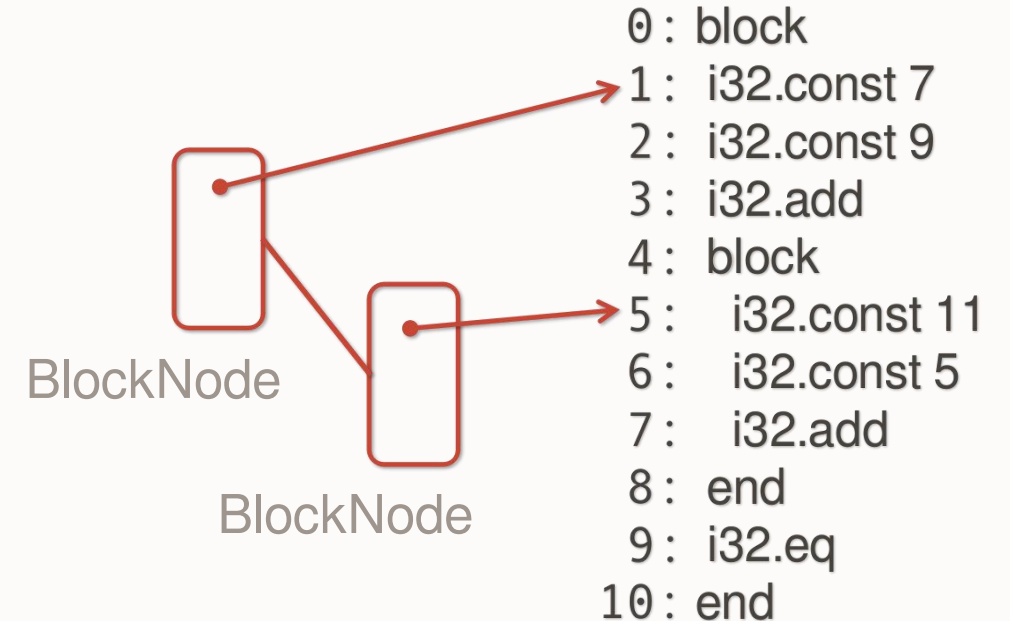 0: block
1: i32.const 7
2: i32.const 9
3: i32.add
4: block
5: i32.const 11
6: i32.const 5
7: i32.add
8: end
9: i32.eq
10: end
BlockNode
BlockNode